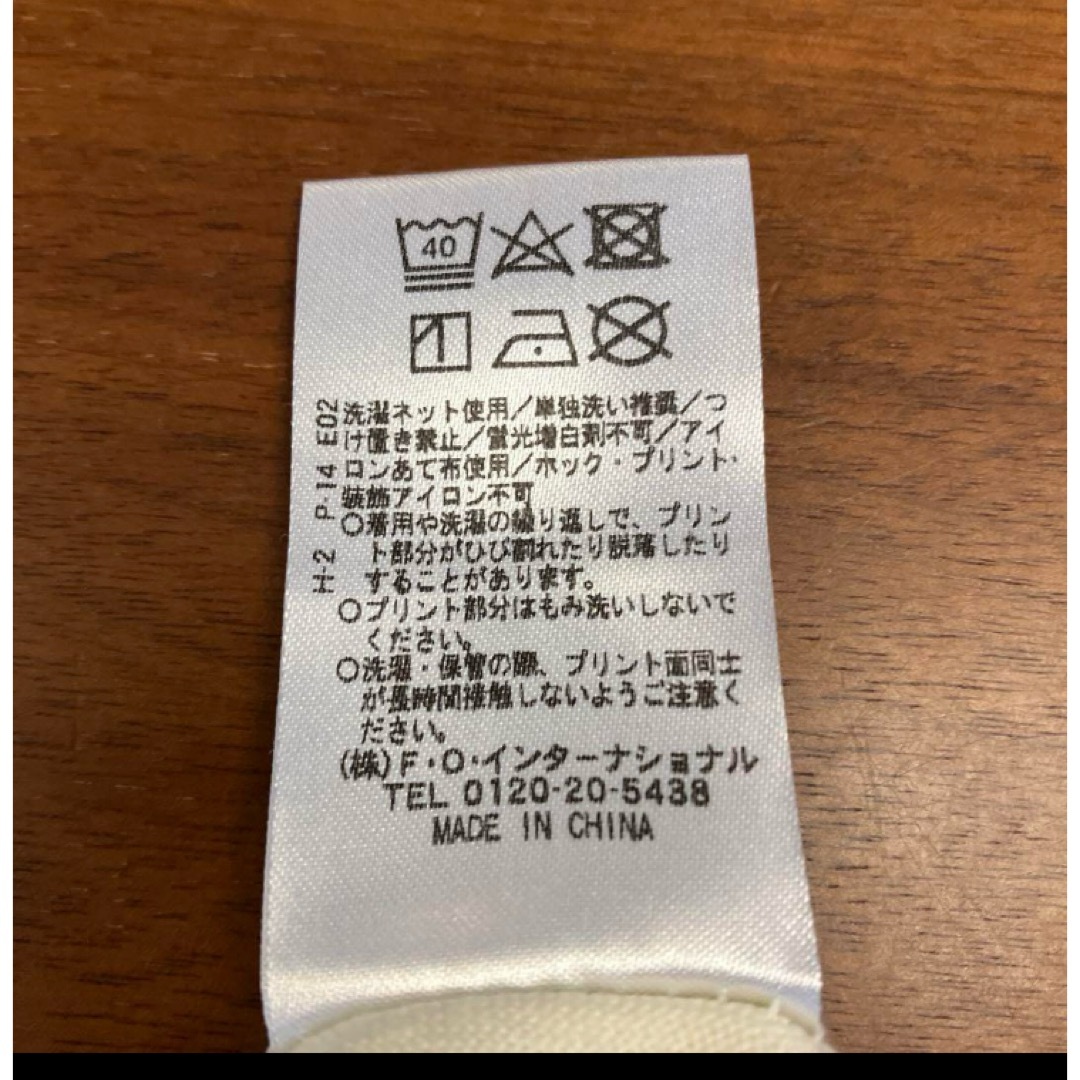 40
洗濯ネット使用/単独洗い推奨/つ
け置き禁止/蛍光増白剤不可/アイ
ロンあて布使用/ホック・プリント・
装飾アイロン不可
○着用や洗濯の繰り返しで、プリン
ト部分がひび割れたり脱落したり
することがあります。
○プリント部分はもみ洗いしないで
ください。
○洗濯・保管の際、プリント面同士
が長時間接触しないようご注意く
ださい。
(株)F・O・インターナショナル
TEL 0120-20-5438
MADE IN CHINA
H-2 P-14 E02